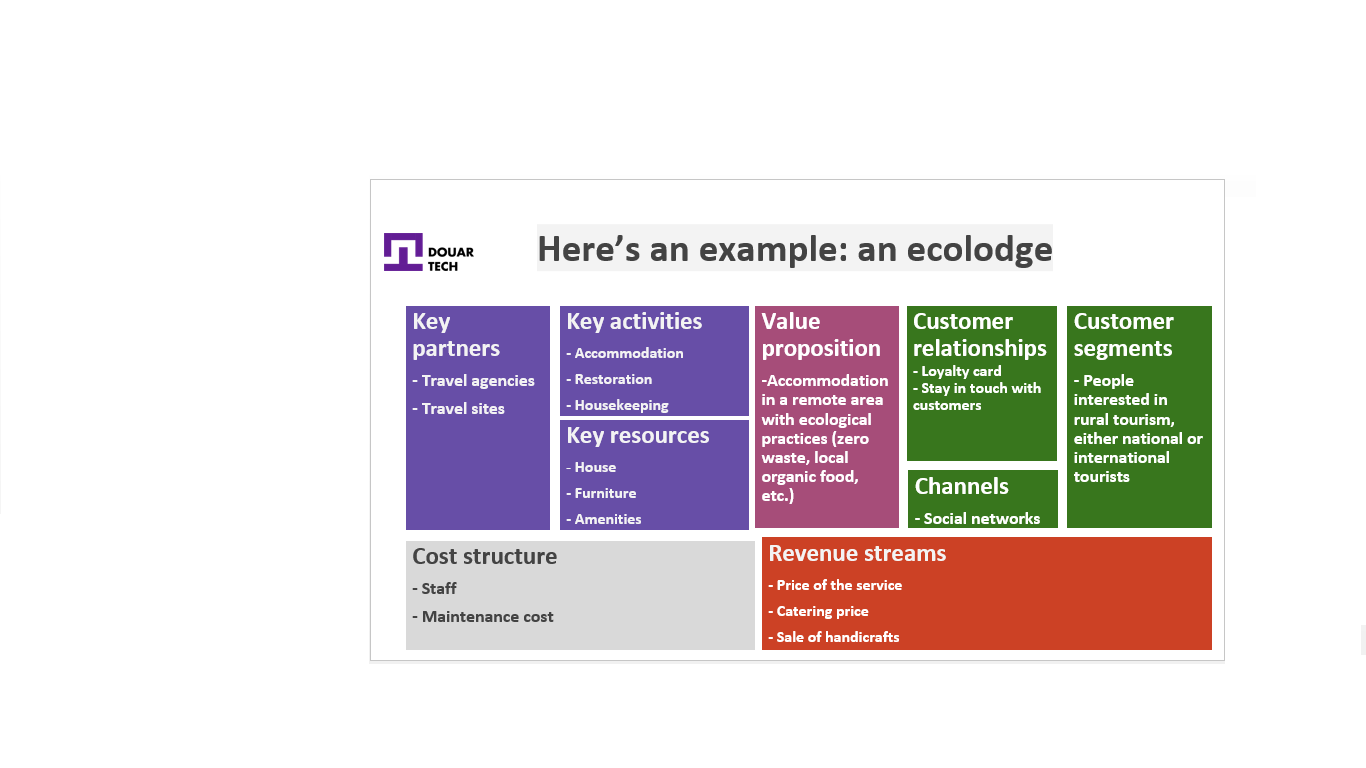 DOUAR
TECH
Here’s an example: an ecolodge
Key
partners
- Travel agencies
- Travel sites
Key activities
- Accommodation
- Restoration
- Housekeeping
Key resources
- House
- Furniture
- Amenities
Value
proposition
-Accommodation
in a remote area
with ecological
practices (zero
waste, local
organic food,
etc.)
Customer
relationships
- Loyalty card
- Stay in touch with
customers
Channels
- Social networks
Customer
segments
- People
interested in
rural tourism,
either national or
international
tourists
Cost structure
- Staff
- Maintenance cost
Revenue streams
- Price of the service
- Catering price
- Sale of handicrafts